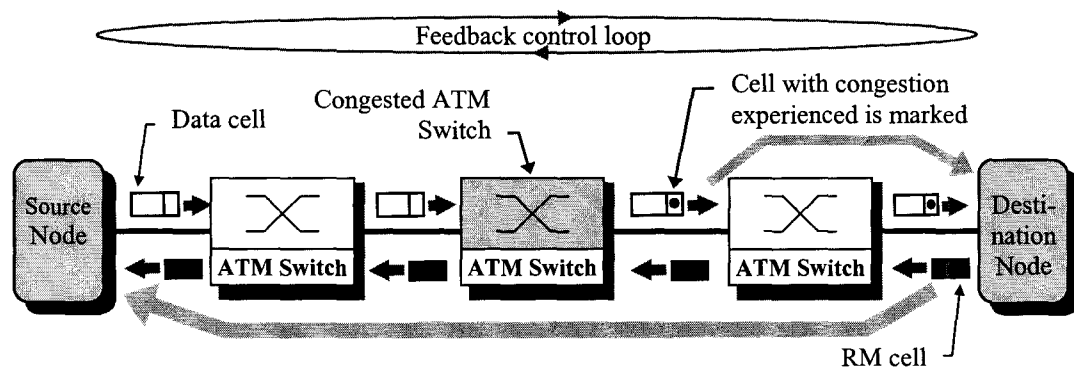 Feedback control loop
Data cell
Congested ATM
Switch
Cell with congestion
experienced is marked
Source
Node
ATM Switch
ATM Switch
ATM Switch
Desti-
nation
Node
RM cell